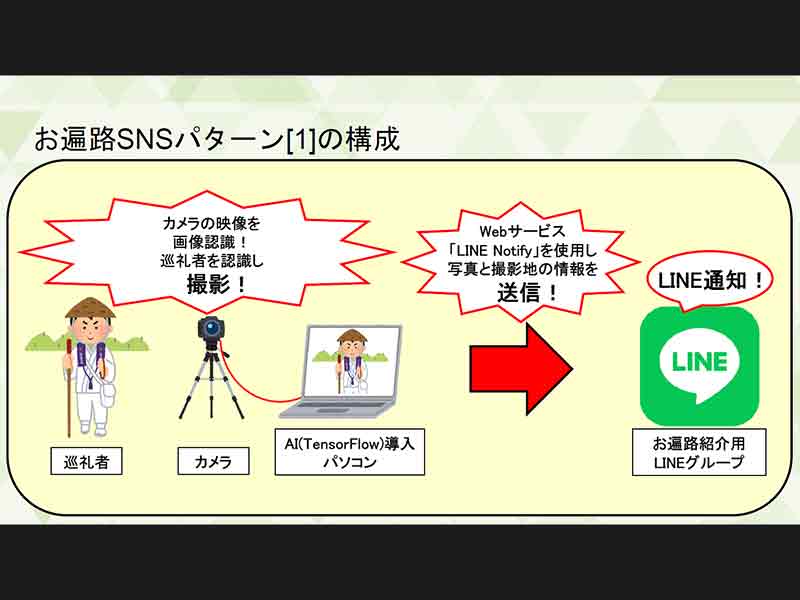 お遍路SNSパターン[1]の構成
カメラの映像を
画像認識！
巡礼者を認識し
撮影！
Webサービス
「LINE Notify」を使用し
写真と撮影地の情報を
送信！
LINE通知！
LINE
巡礼者
カメラ
AI(TensorFlow)導入
パソコン
お遍路紹介用
LINEグループ